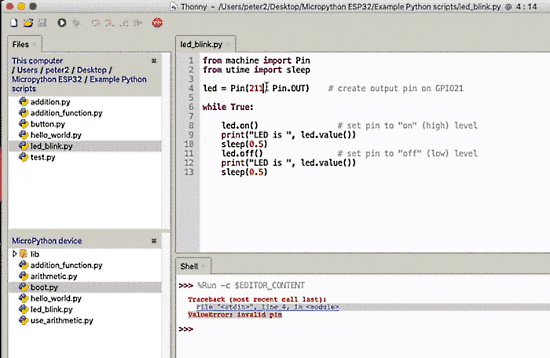 Thonny - /Users/peter2/Desktop/Micropython ESP32/Example Python scripts/led_blink.py @ 4 : 14
Files
This computer
/ Users / peter2 / Desktop /
Micropython ESP32 / Example Python
scripts
addition.py
addition_function.py
button.py
hello_world.py
led_blink.py
test.py
MicroPython device
lib
addition_function.py
arithmetic.py
boot.py
hello_world.py
led_blink.py
use_arithmetic.py
led_blink.py
1 from machine import Pin
2 from utime import sleep
3
4 led = Pin(211 Pin.OUT) # create output pin on GPIO21
5
6 while True:
7
8 led.on() # set pin to "on" (high) level
9 print("LED is ", led.value())
10 sleep(0.5)
11 led.off() # set pin to "off" (low) level
12 print("LED is ", led.value())
13 sleep(0.5)
Shell
>>> %Run -c $EDITOR_CONTENT
Traceback (most recent call last):
File "<stdin>", line 4, in <module>
ValueError: invalid pin
>>>